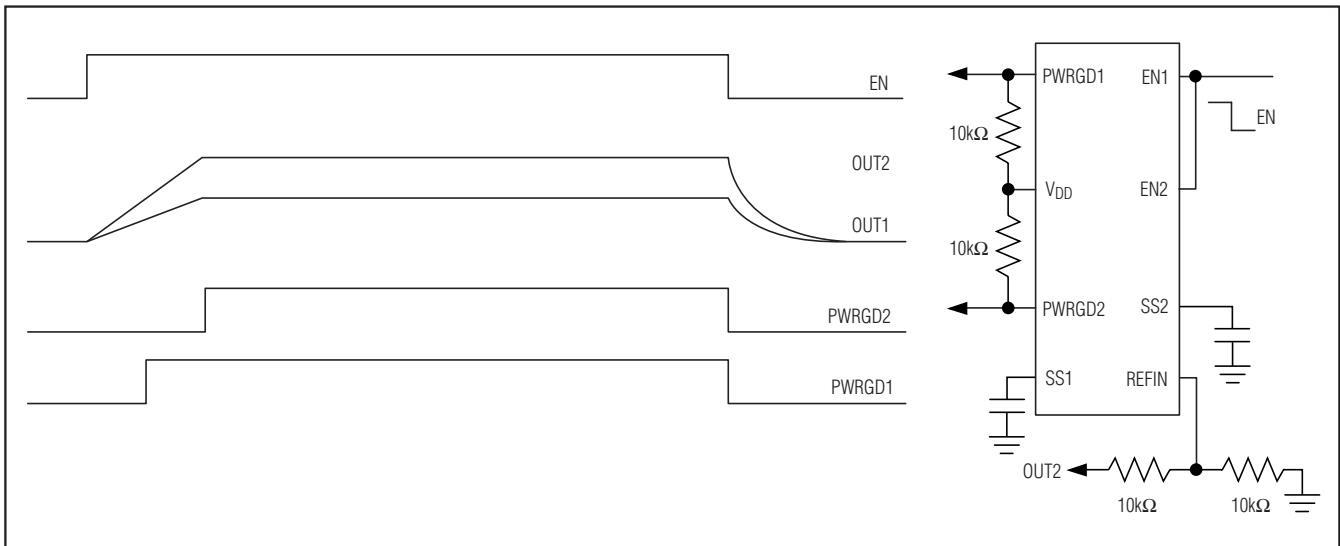 EN
OUT2
OUT1
PWRGD2
PWRGD1
PWRGD1
EN1
10kΩ
EN
VDD
EN2
10kΩ
PWRGD2
SS2
SS1
REFIN
OUT2
10kΩ
10kΩ